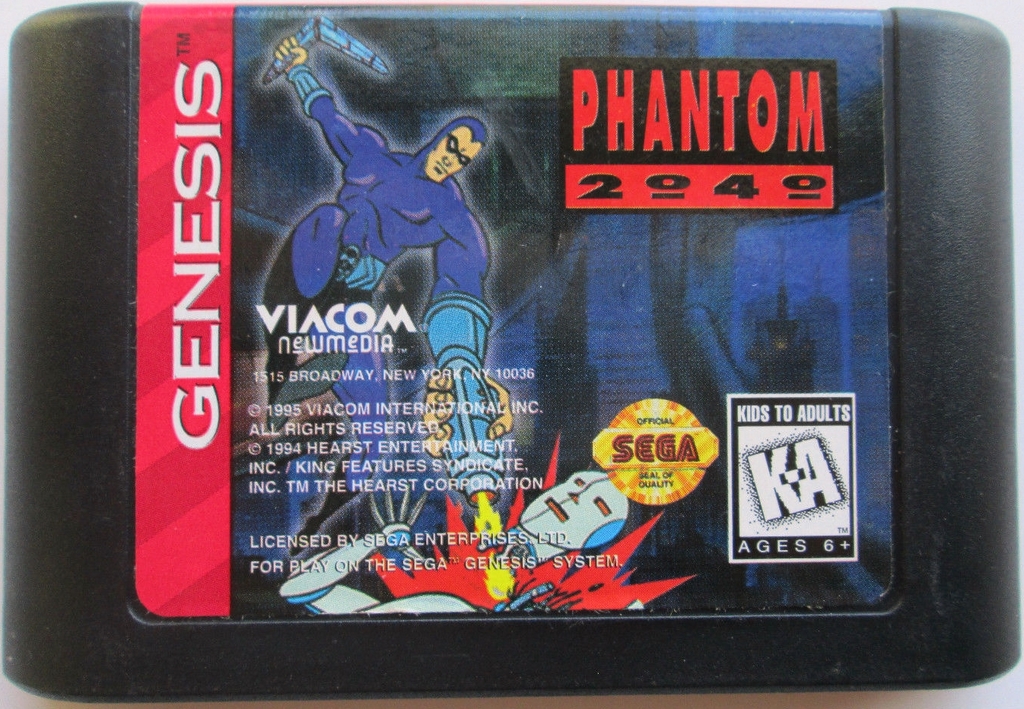 GENESIS™
PHANTOM
2040
VIACOM
newmedia™
1515 BROADWAY, NEW YORK, NY 10036
© 1995 VIACOM INTERNATIONAL INC.
ALL RIGHTS RESERVED.
© 1994 HEARST ENTERTAINMENT,
INC. / KING FEATURES SYNDICATE,
INC. TM THE HEARST CORPORATION
LICENSED BY SEGA ENTERPRISES, LTD.
FOR PLAY ON THE SEGA™ GENESIS™ SYSTEM.
OFFICIAL
SEGA
SEAL OF
QUALITY
KIDS TO ADULTS
K-A
™
AGES 6+